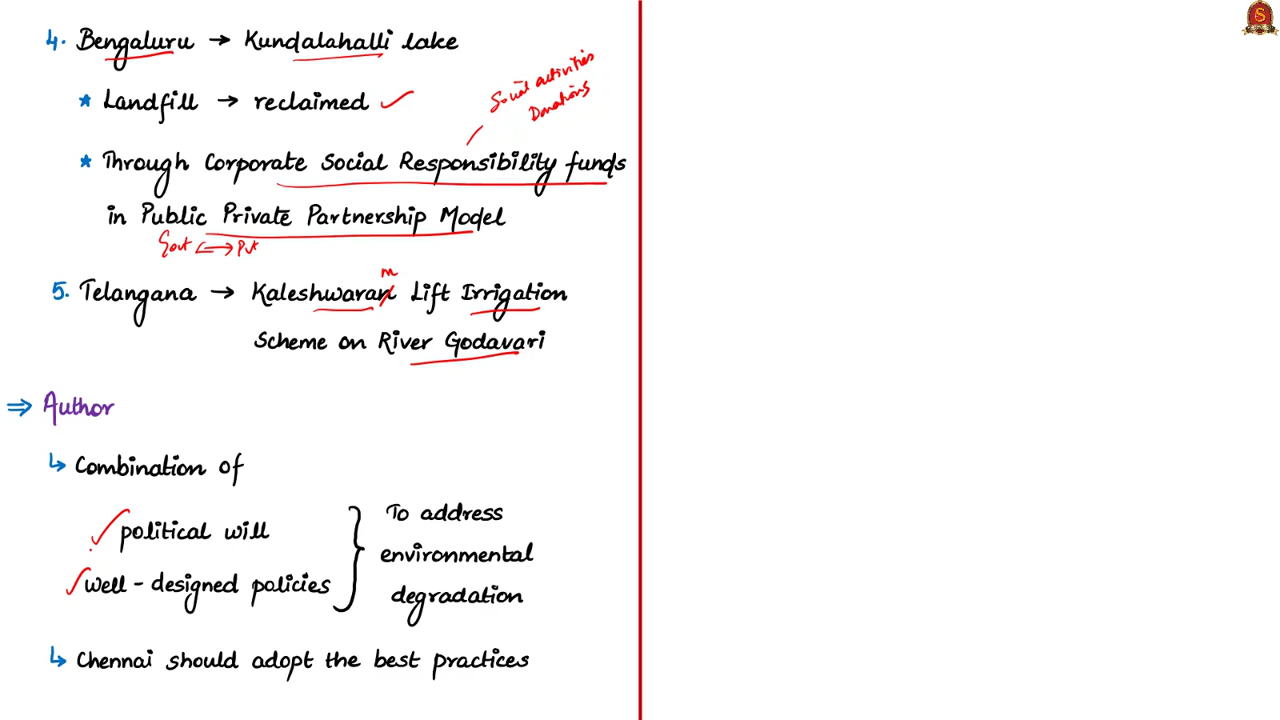 4. Bengaluru → Kundalahalli lake
Social activities
Donations
* Landfill → reclaimed ✓
* Through Corporate Social Responsibility funds
in Public Private Partnership Model
Govt ↔ Pvt
m
5. Telangana → Kaleshwaran Lift Irrigation
Scheme on River Godavari
⇒ Author
↳ Combination of
✓ political will
✓ well-designed policies
To address
environmental
degradation
↳ Chennai should adopt the best practices
S